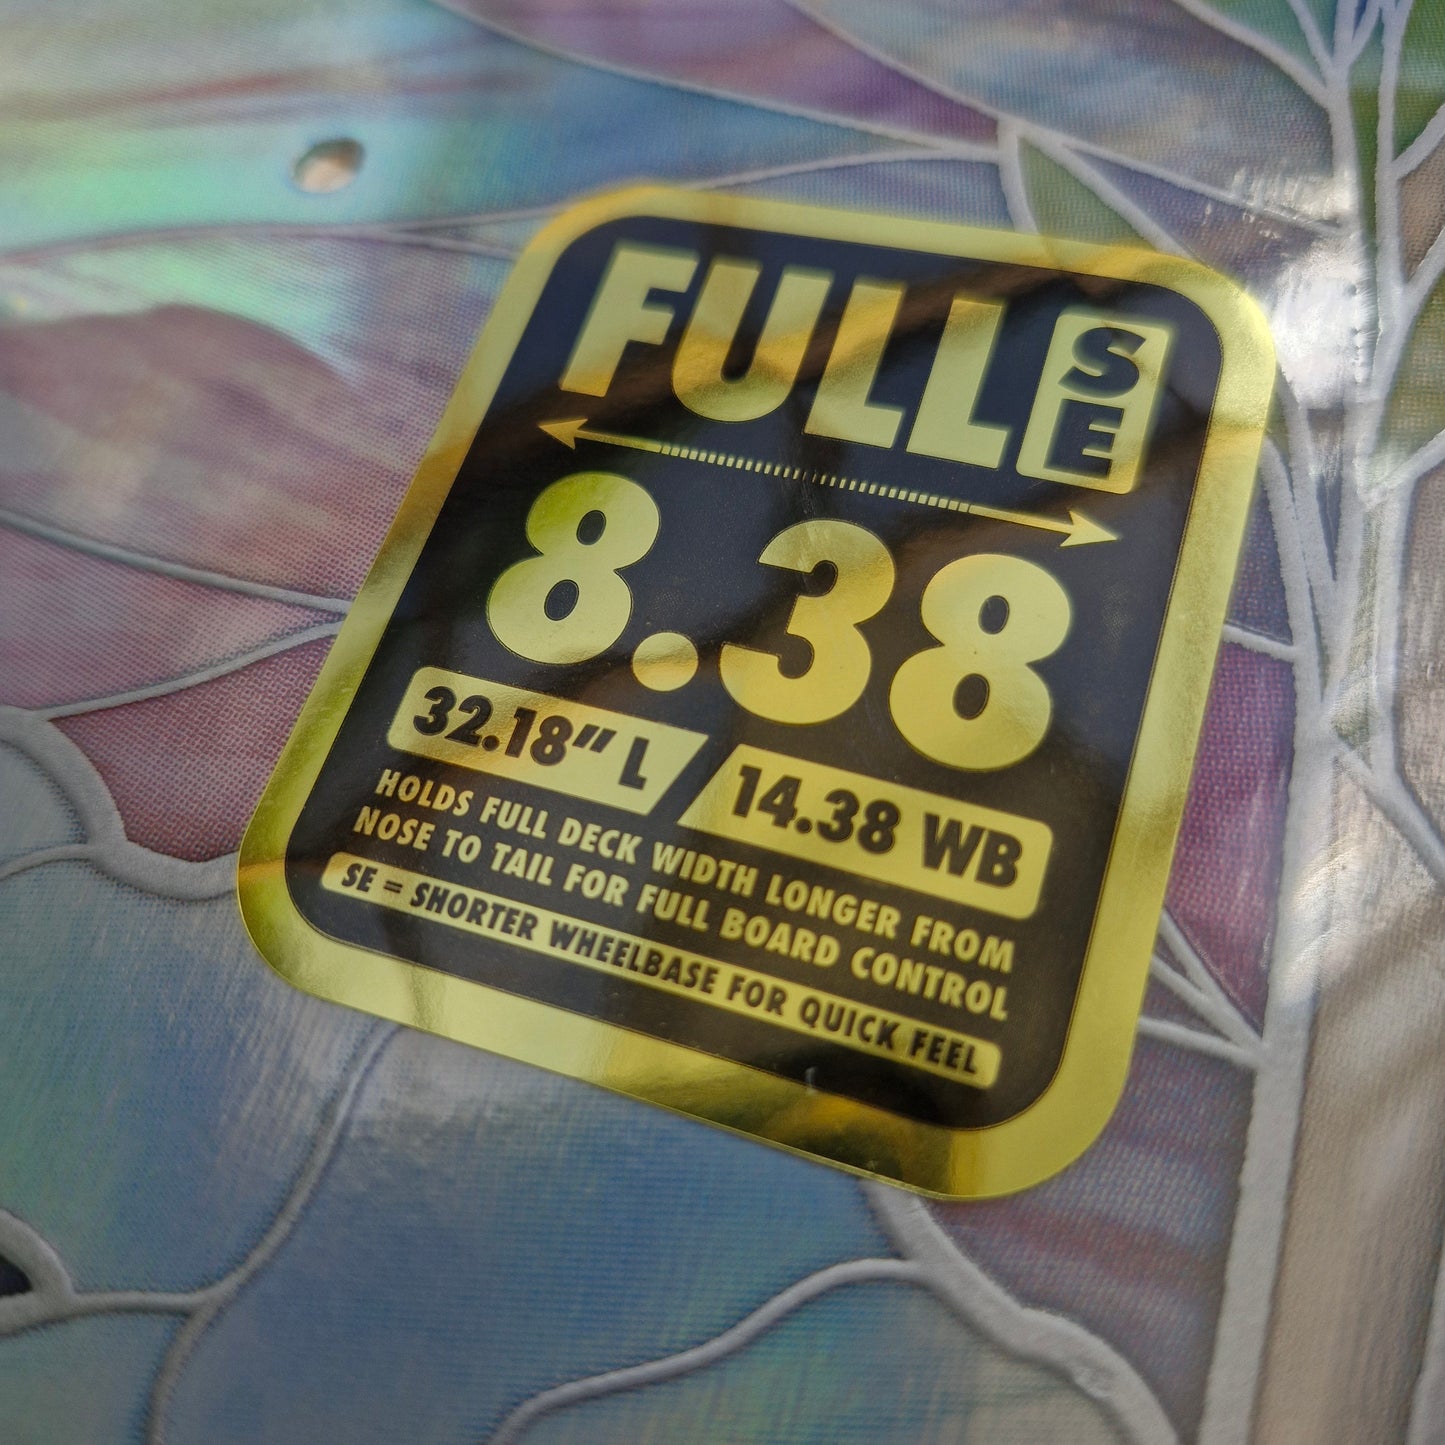 FULL SE
8.38
32.18" L 14.38 WB
HOLDS FULL DECK WIDTH LONGER FROM
NOSE TO TAIL FOR FULL BOARD CONTROL
SE = SHORTER WHEELBASE FOR QUICK FEEL